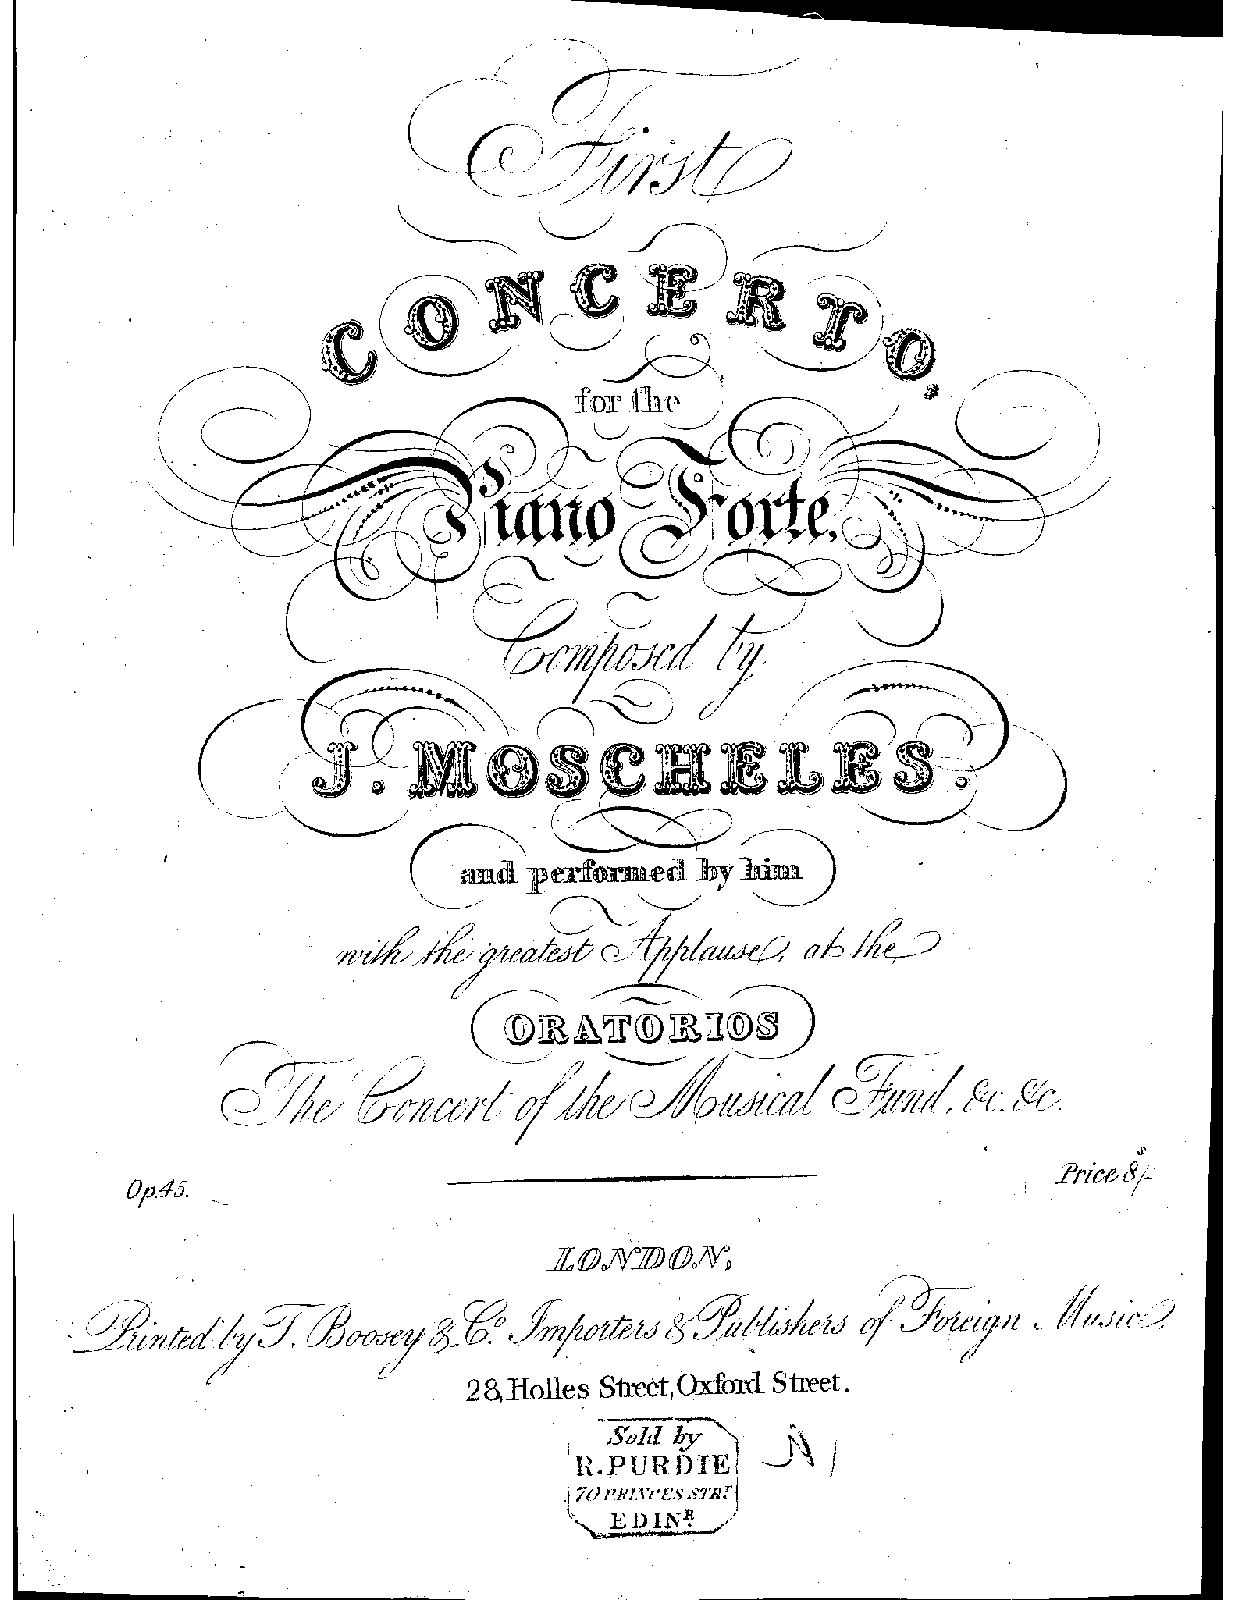 First
CONCERTO,
for the
Piano Forte.
Composed by
J. MOSCHELES.
and performed by him
with the greatest Applause, at the
ORATORIOS
The Concert of the Musical Fund, &c. &c.
Op. 45.
Price 8s/-
LONDON,
Printed by T. Boosey & Co. Importers & Publishers of Foreign Music.
28, Holles Street, Oxford Street.
Sold by
R. PURDIE
70 PRINCES STRT
EDINR.